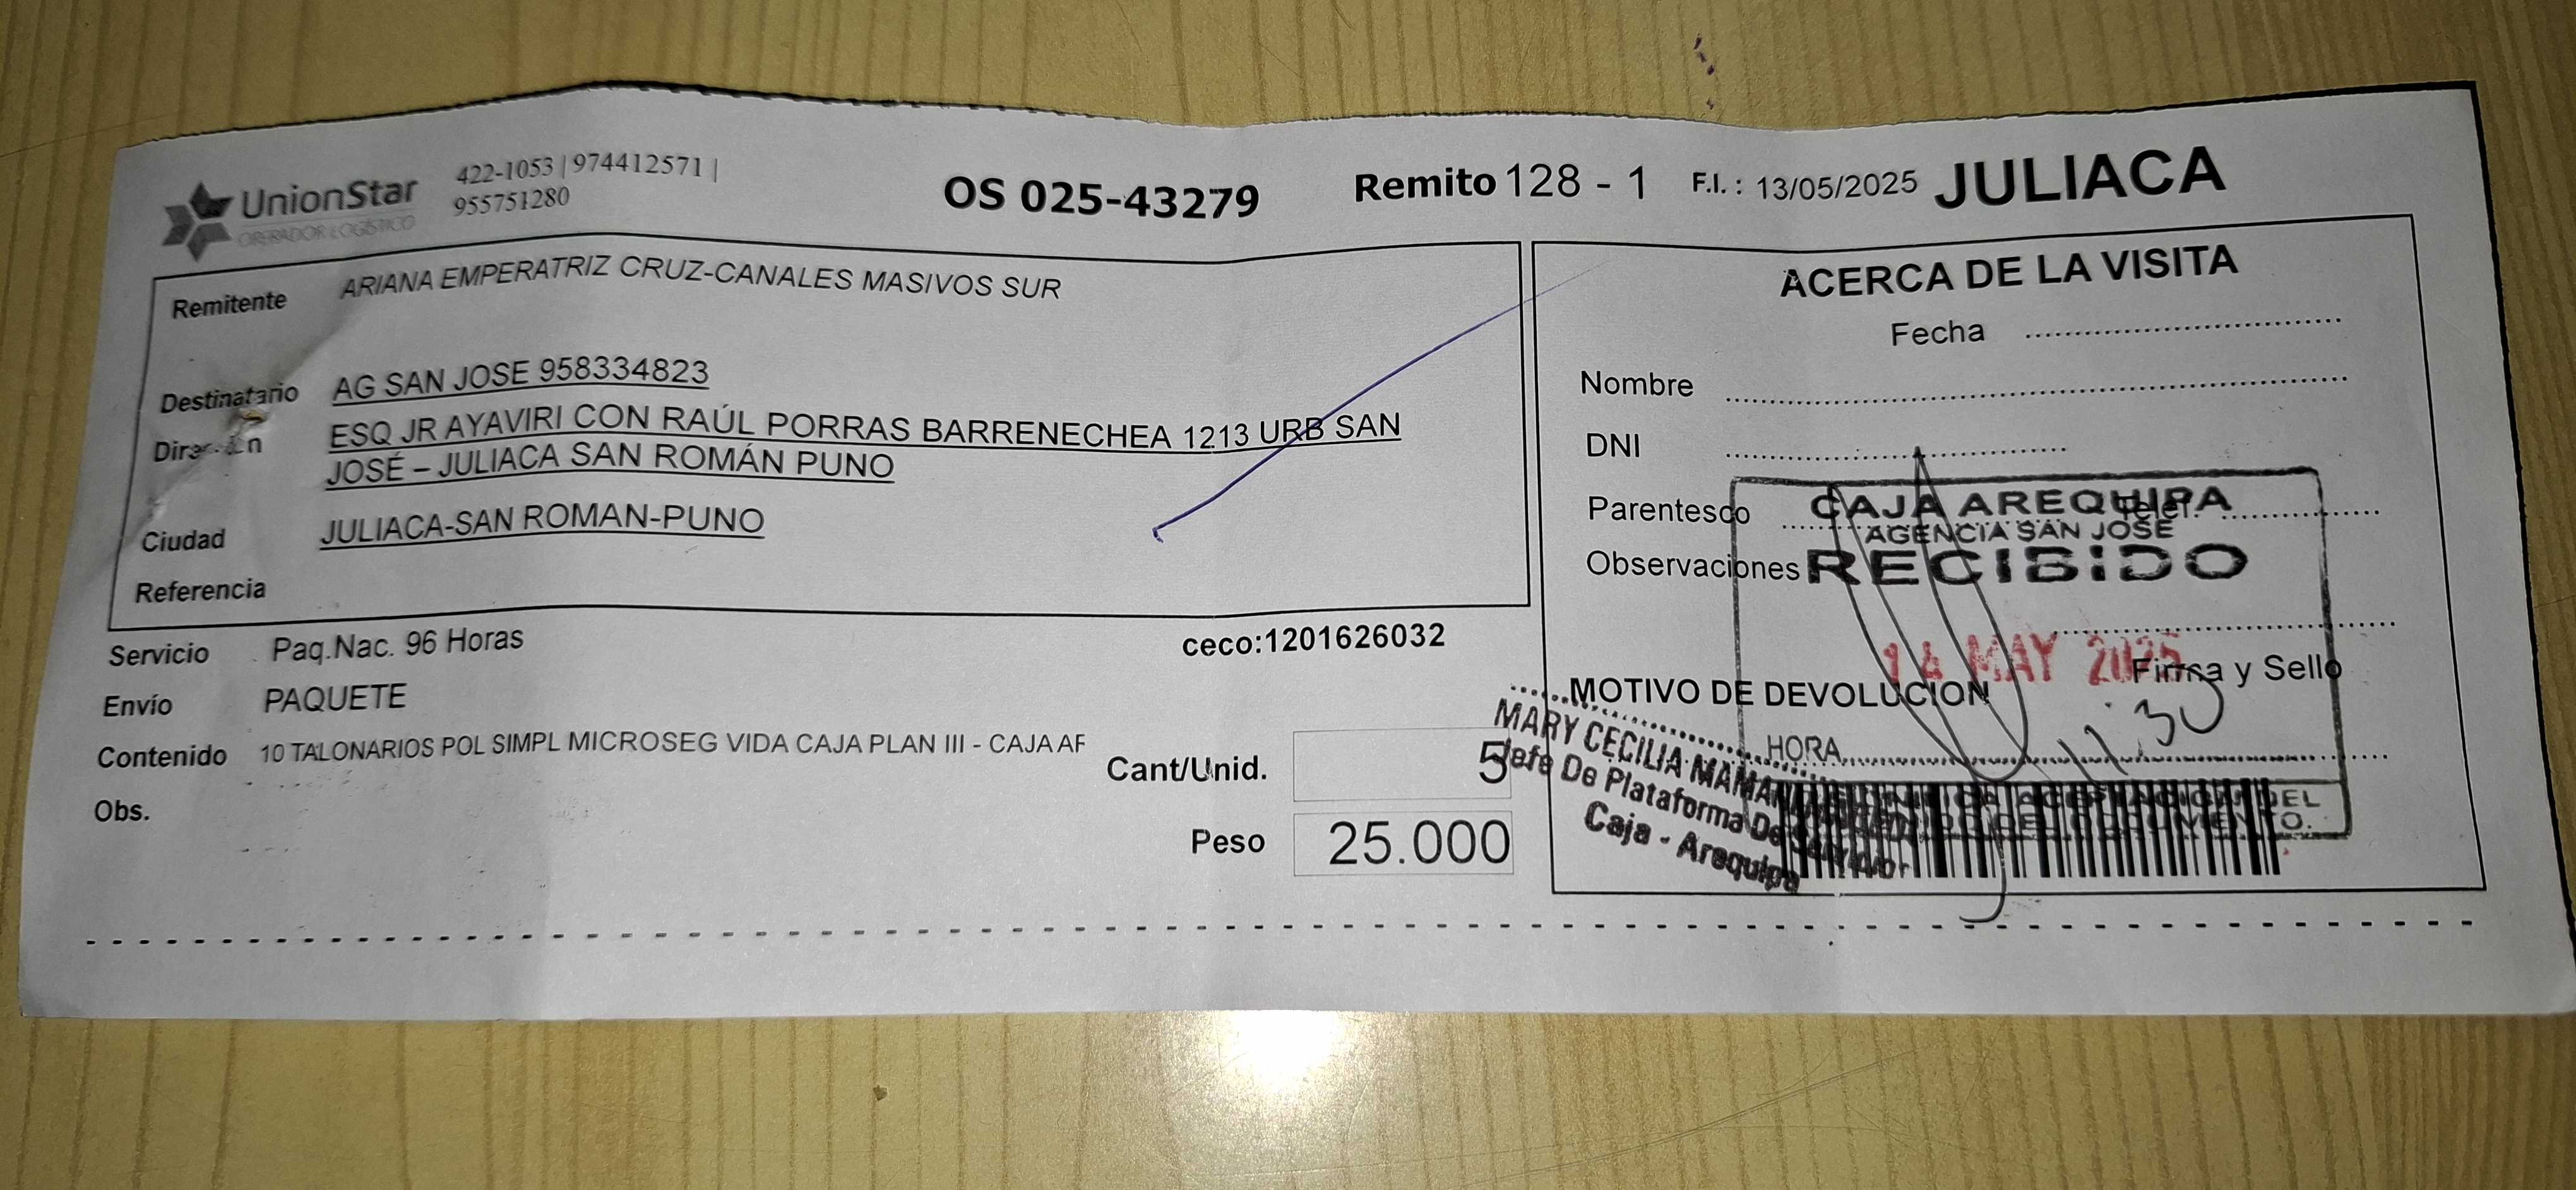 UnionStar
OPERADOR LOGÍSTICO
422-1053 | 974412571 |
955751280
OS 025-43279
Remito 128 - 1
F.I. : 13/05/2025
JULIACA
Remitente ARIANA EMPERATRIZ CRUZ-CANALES MASIVOS SUR
Destinatario AG SAN JOSE 958334823
Dirección ESQ JR AYAVIRI CON RAÚL PORRAS BARRENECHEA 1213 URB SAN
JOSÉ – JULIACA SAN ROMÁN PUNO
Ciudad JULIACA-SAN ROMAN-PUNO
Referencia
Servicio Paq.Nac. 96 Horas
ceco:1201626032
Envío PAQUETE
Contenido 10 TALONARIOS POL SIMPL MICROSEG VIDA CAJA PLAN III - CAJA AF
Cant/Unid. 5
Obs.
Peso 25.000
ACERCA DE LA VISITA
Fecha
Nombre
DNI
Parentesco Telef.
Observaciones
Firma y Sello
MOTIVO DE DEVOLUCION
CAJA AREQUIPA
AGENCIA SAN JOSE
RECIBIDO
14 MAY 2025
HORA 11:30
MARY CECILIA
Jefe De Plataforma De
Caja - Arequipa